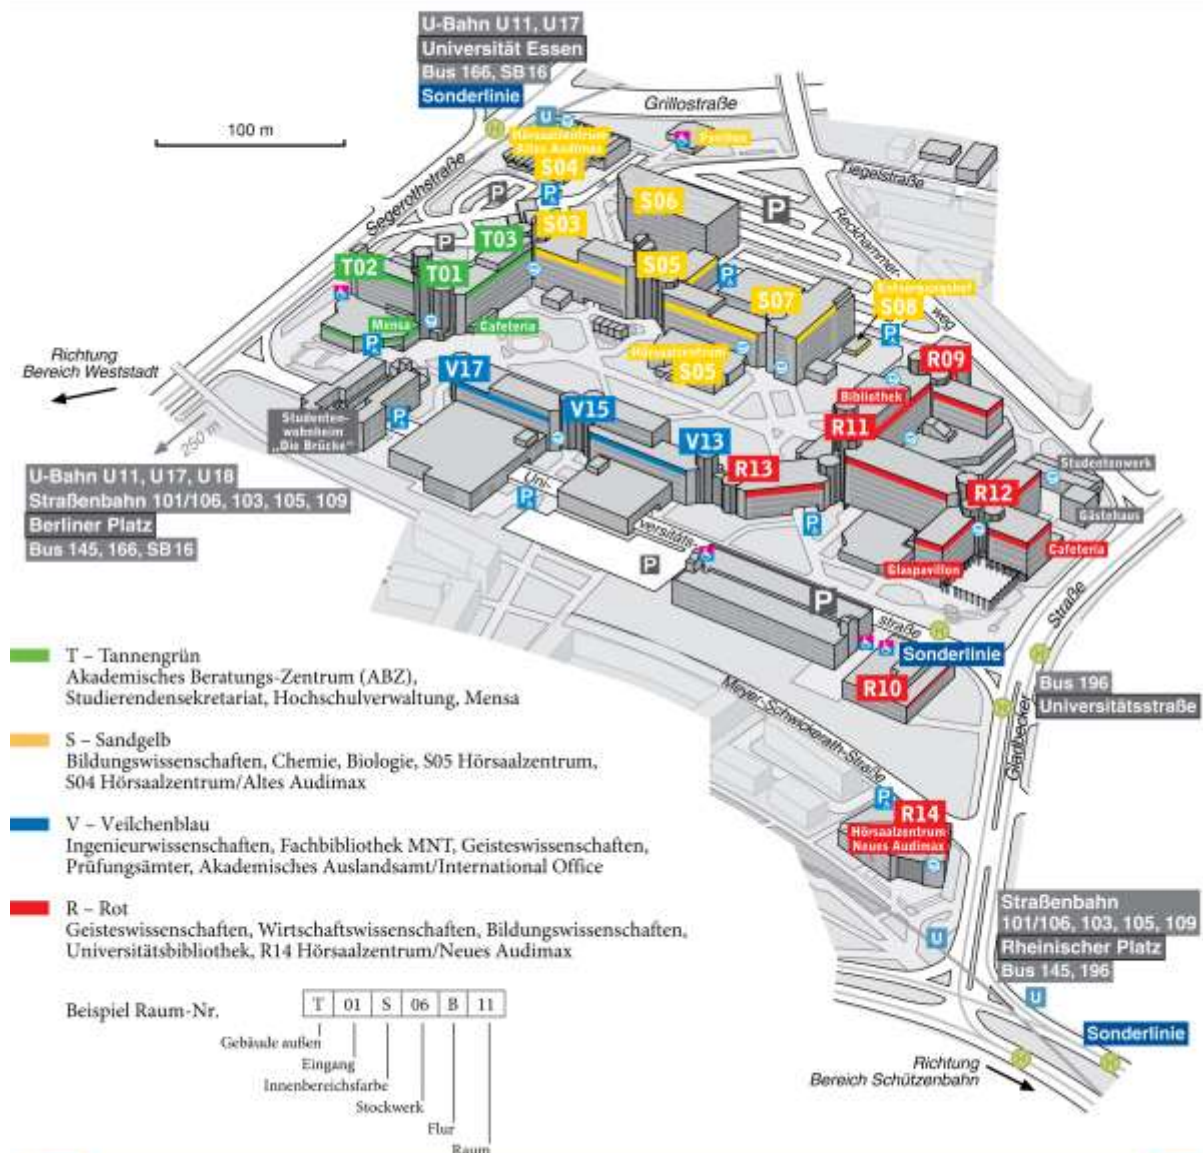 U-Bahn U11, U17
Universität Essen
Bus 166, SB16
Sonderlinie
100 m
Grillostraße
Segerothstraße
U
H
Hörsaalzentrum
Altes Audimax
S04
Pavillon
Reckhammer-
weg
P
P
P
P
S06
S03
S05
S07
Entsorgungshof
S08
T03
T02
T01
Mensa
Cafeteria
Hörsaalzentrum
S05
Richtung
Bereich Weststadt
250 m
Studenten-
wohnheim
„Die Brücke“
V17
V15
V13
R13
R09
Bibliothek
R11
R12
Studentenwerk
Gästehaus
Cafeteria
Glaspavillon
U-Bahn U11, U17, U18
Straßenbahn 101/106, 103, 105, 109
Berliner Platz
Bus 145, 166, SB16
Uni-
versitäts-
straße
P
P
Sonderlinie
R10
Bus 196
Universitätsstraße
Gladbecker
Straße
Meyer-Schwickerath-Straße
R14
Hörsaalzentrum
Neues Audimax
T – Tannengrün
Akademisches Beratungs-Zentrum (ABZ),
Studierendensekretariat, Hochschulverwaltung, Mensa
S – Sandgelb
Bildungswissenschaften, Chemie, Biologie, S05 Hörsaalzentrum,
S04 Hörsaalzentrum/Altes Audimax
V – Veilchenblau
Ingenieurwissenschaften, Fachbibliothek MNT, Geisteswissenschaften,
Prüfungsämter, Akademisches Auslandsamt/International Office
R – Rot
Geisteswissenschaften, Wirtschaftswissenschaften, Bildungswissenschaften,
Universitätsbibliothek, R14 Hörsaalzentrum/Neues Audimax
Straßenbahn
101/106, 103, 105, 109
Rheinischer Platz
Bus 145, 196
U
U
Sonderlinie
Richtung
Bereich Schützenbahn
Beispiel Raum-Nr.
T 01 S 06 B 11
Gebäude außen
Eingang
Innenbereichsfarbe
Stockwerk
Flur
Raum